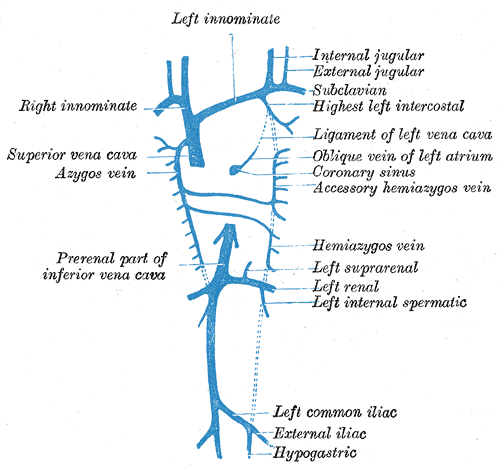 Left innominate
Internal jugular
External jugular
Subclavian
Right innominate
Highest left intercostal
Ligament of left vena cava
Superior vena cava
Oblique vein of left atrium
Azygos vein
Coronary sinus
Accessory hemiazygos vein
Hemiazygos vein
Prerenal part of
inferior vena cava
Left suprarenal
Left renal
Left internal spermatic
Left common iliac
External iliac
Hypogastric